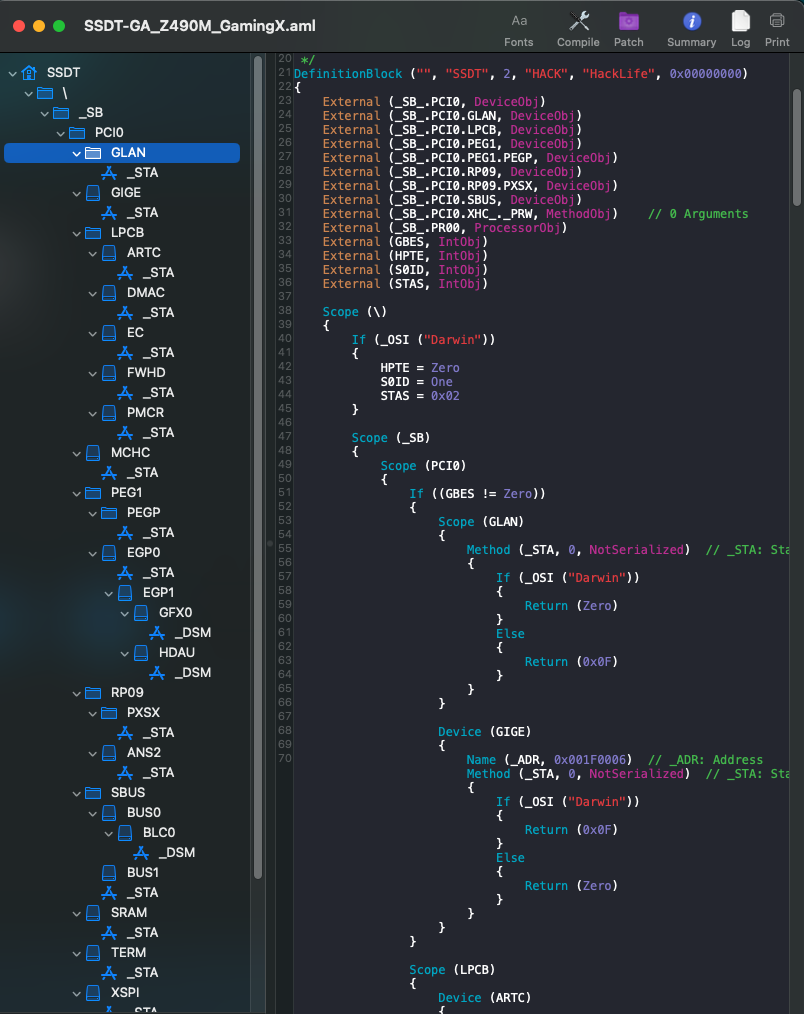 SSDT-GA_Z490M_GamingX.aml
Aa
Fonts
Compile
Patch
Summary
Log
Print
SSDT
\
_SB
PCI0
GLAN
_STA
GIGE
_STA
LPCB
ARTC
_STA
DMAC
_STA
EC
_STA
FWHD
_STA
PMCR
_STA
MCHC
_STA
PEG1
PEGP
_STA
EGP0
_STA
EGP1
GFX0
_DSM
HDAU
_DSM
RP09
PXSX
_STA
ANS2
_STA
SBUS
BUS0
BLC0
_DSM
BUS1
_STA
SRAM
_STA
TERM
_STA
XSPI
_STA
20 */
21 DefinitionBlock ("", "SSDT", 2, "HACK", "HackLife", 0x00000000)
22 {
23 External (_SB_.PCI0, DeviceObj)
24 External (_SB_.PCI0.GLAN, DeviceObj)
25 External (_SB_.PCI0.LPCB, DeviceObj)
26 External (_SB_.PCI0.PEG1, DeviceObj)
27 External (_SB_.PCI0.PEG1.PEGP, DeviceObj)
28 External (_SB_.PCI0.RP09, DeviceObj)
29 External (_SB_.PCI0.RP09.PXSX, DeviceObj)
30 External (_SB_.PCI0.SBUS, DeviceObj)
31 External (_SB_.PCI0.XHC_._PRW, MethodObj) // 0 Arguments
32 External (_SB_.PR00, ProcessorObj)
33 External (GBES, IntObj)
34 External (HPTE, IntObj)
35 External (S0ID, IntObj)
36 External (STAS, IntObj)
37
38 Scope (\)
39 {
40 If (_OSI ("Darwin"))
41 {
42 HPTE = Zero
43 S0ID = One
44 STAS = 0x02
45 }
46
47 Scope (_SB)
48 {
49 Scope (PCI0)
50 {
51 If ((GBES != Zero))
52 {
53 Scope (GLAN)
54 {
55 Method (_STA, 0, NotSerialized) // _STA: Sta
56 {
57 If (_OSI ("Darwin"))
58 {
59 Return (Zero)
60 }
61 Else
62 {
63 Return (0x0F)
64 }
65 }
66 }
67
68 Device (GIGE)
69 {
70 Name (_ADR, 0x001F0006) // _ADR: Address
Method (_STA, 0, NotSerialized) // _STA: Sta
{
If (_OSI ("Darwin"))
{
Return (0x0F)
}
Else
{
Return (Zero)
}
}
}
}
Scope (LPCB)
{
Device (ARTC)
{